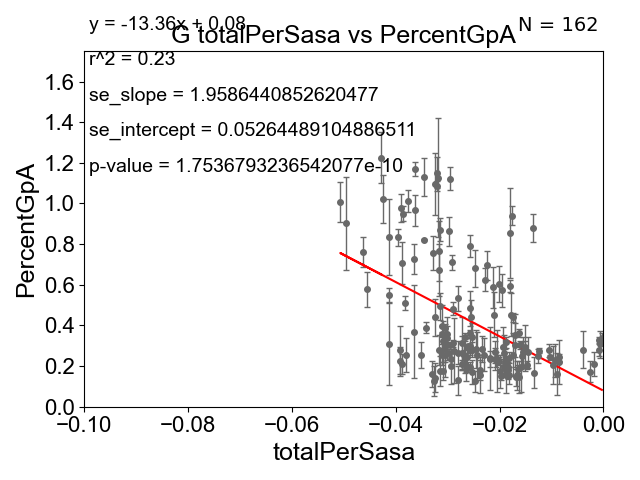 y = -13.36x + 0.08
N = 162
G totalPerSasa vs PercentGpA
r^2 = 0.23
se_slope = 1.9586440852620477
se_intercept = 0.05264489104886511
p-value = 1.7536793236542077e-10
PercentGpA
1.6
1.4
1.2
1.0
0.8
0.6
0.4
0.2
0.0
−0.10
−0.08
−0.06
−0.04
−0.02
0.00
totalPerSasa